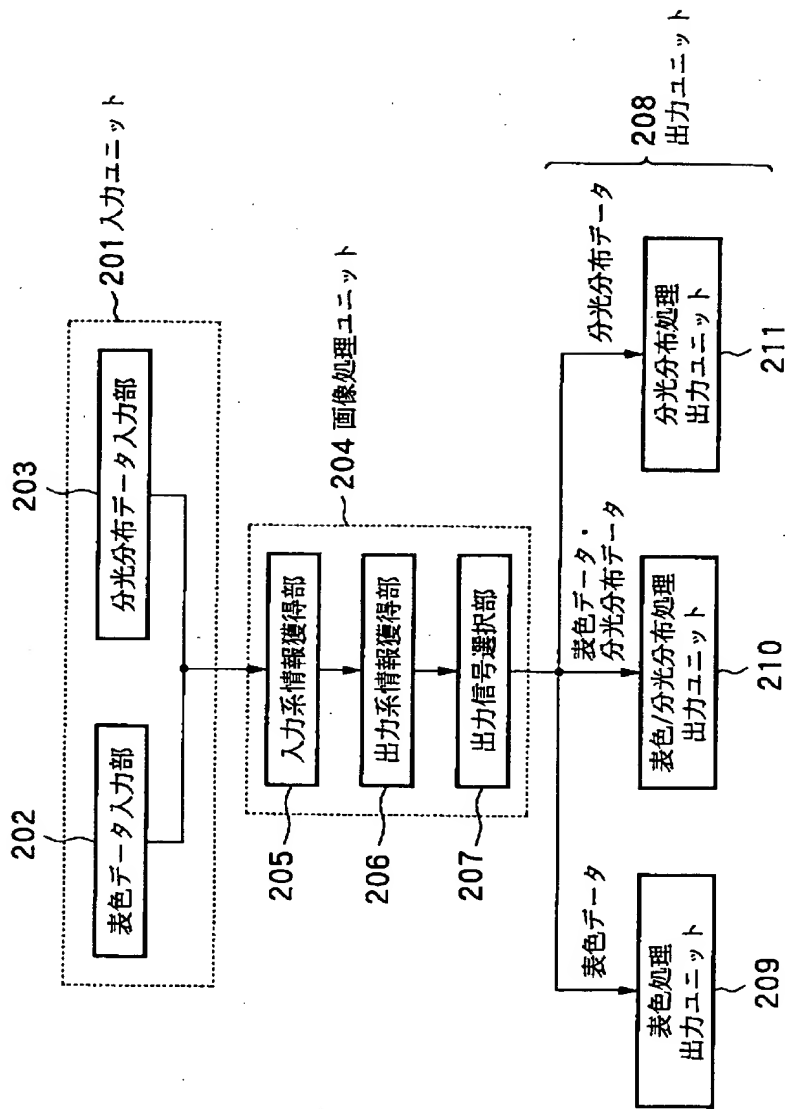 201 入力ユニット
202
203
表色データ入力部
分光分布データ入力部
204 画像処理ユニット
205
入力系情報獲得部
206
出力系情報獲得部
207
出力信号選択部
208
出力ユニット
表色データ
表色データ・
分光分布データ
分光分布データ
表色処理
出力ユニット
表色/分光分布処理
出力ユニット
分光分布処理
出力ユニット
209
210
211